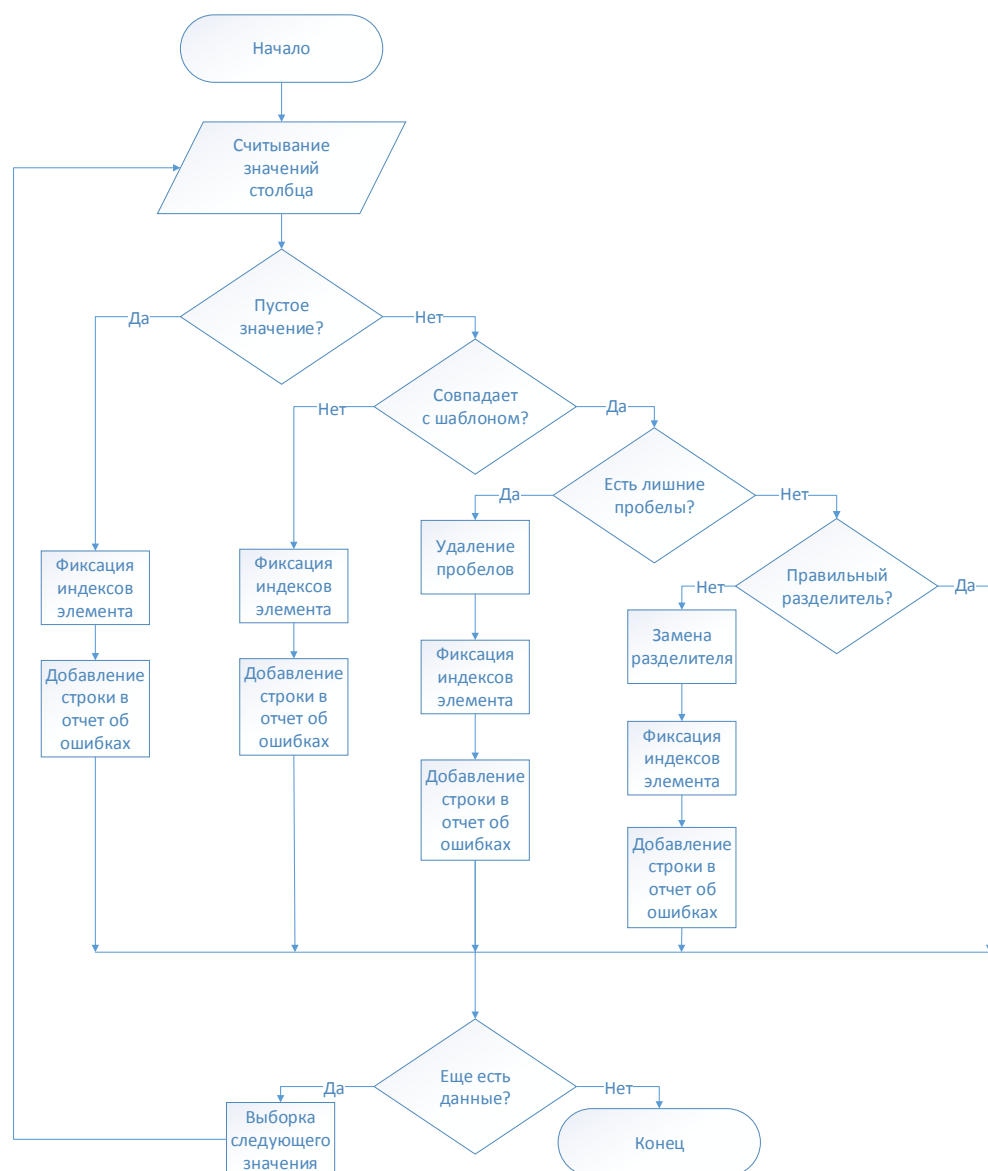 Начало
Считывание
значений
столбца
Пустое
значение?
Да
Нет
Совпадает
с шаблоном?
Нет
Да
Есть лишние
пробелы?
Да
Нет
Правильный
разделитель?
Нет
Да
Фиксация
индексов
элемента
Добавление
строки в
отчет об
ошибках
Фиксация
индексов
элемента
Добавление
строки в
отчет об
ошибках
Удаление
пробелов
Фиксация
индексов
элемента
Добавление
строки в
отчет об
ошибках
Замена
разделителя
Фиксация
индексов
элемента
Добавление
строки в
отчет об
ошибках
Еще есть
данные?
Да
Нет
Выборка
следующего
значения
Конец